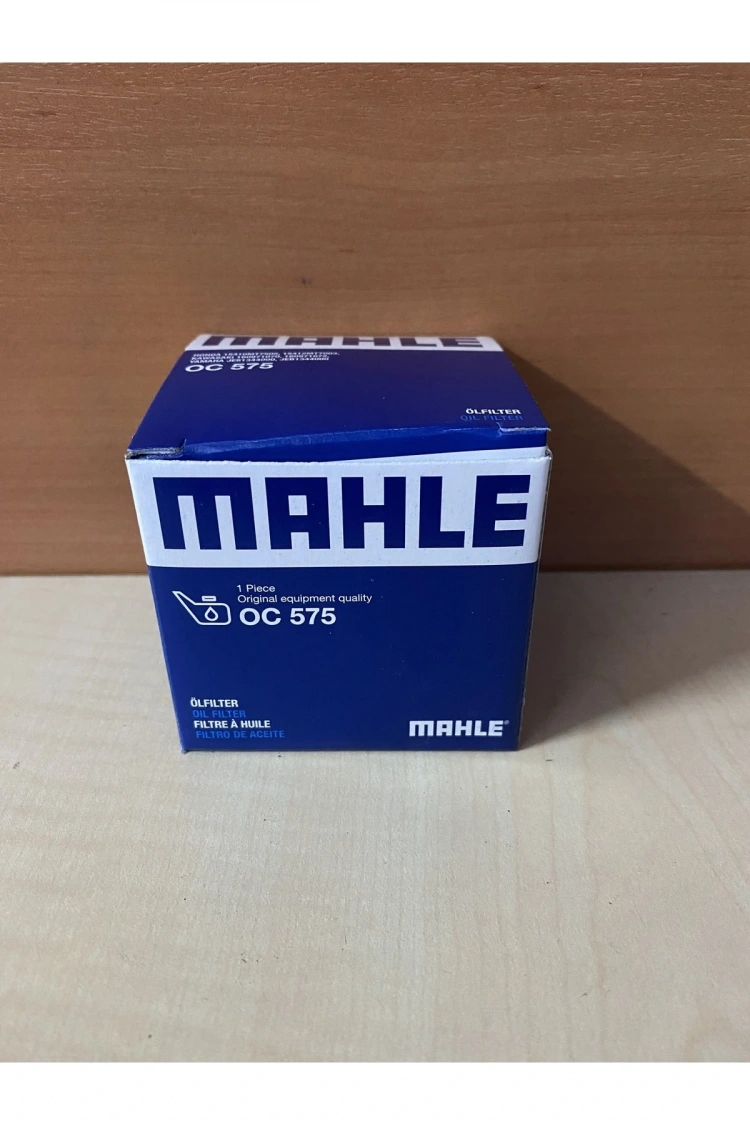 MAHLE
OC 575
ÖLFILTER
OIL FILTER
MAHLE
1 Piece
Original equipment quality
OC 575
ÖLFILTER
OIL FILTER
FILTRE À HUILE
FILTRO DE ACEITE
MAHLE®